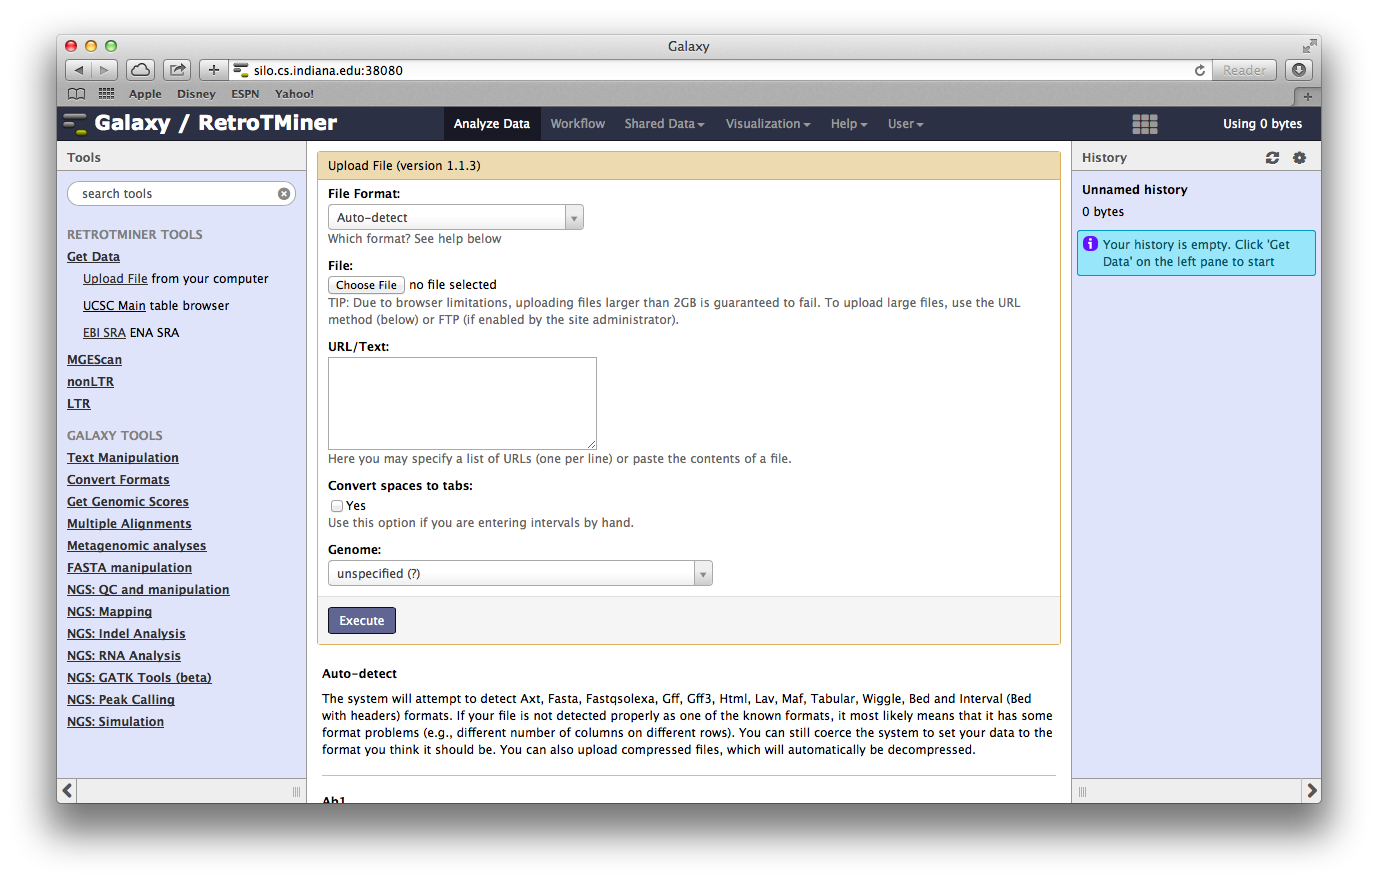 Galaxy
silo.cs.indiana.edu:38080
Reader
Apple Disney ESPN Yahoo!
Galaxy / RetroTMiner
Analyze Data Workflow Shared Data Visualization Help User
Using 0 bytes
Tools
search tools
RETROTMINER TOOLS
Get Data
Upload File from your computer
UCSC Main table browser
EBI SRA ENA SRA
MGEScan
nonLTR
LTR
GALAXY TOOLS
Text Manipulation
Convert Formats
Get Genomic Scores
Multiple Alignments
Metagenomic analyses
FASTA manipulation
NGS: QC and manipulation
NGS: Mapping
NGS: Indel Analysis
NGS: RNA Analysis
NGS: GATK Tools (beta)
NGS: Peak Calling
NGS: Simulation
Upload File (version 1.1.3)
File Format:
Auto-detect
Which format? See help below
File:
Choose File no file selected
TIP: Due to browser limitations, uploading files larger than 2GB is guaranteed to fail. To upload large files, use the URL
method (below) or FTP (if enabled by the site administrator).
URL/Text:
Here you may specify a list of URLs (one per line) or paste the contents of a file.
Convert spaces to tabs:
Yes
Use this option if you are entering intervals by hand.
Genome:
unspecified (?)
Execute
Auto-detect
The system will attempt to detect Axt, Fasta, Fastqsolexa, Gff, Gff3, Html, Lav, Maf, Tabular, Wiggle, Bed and Interval (Bed
with headers) formats. If your file is not detected properly as one of the known formats, it most likely means that it has some
format problems (e.g., different number of columns on different rows). You can still coerce the system to set your data to the
format you think it should be. You can also upload compressed files, which will automatically be decompressed.
Ab1
History
Unnamed history
0 bytes
Your history is empty. Click 'Get
Data' on the left pane to start